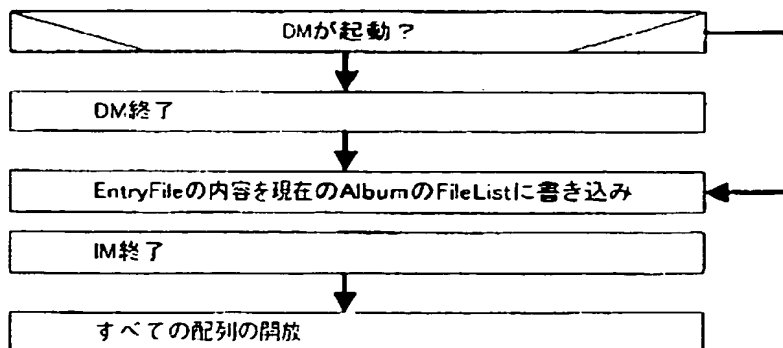 DMが起動？
DM終了
EntryFileの内容を現在のAlbumのFileListに書き込み
IM終了
すべての配列の開放